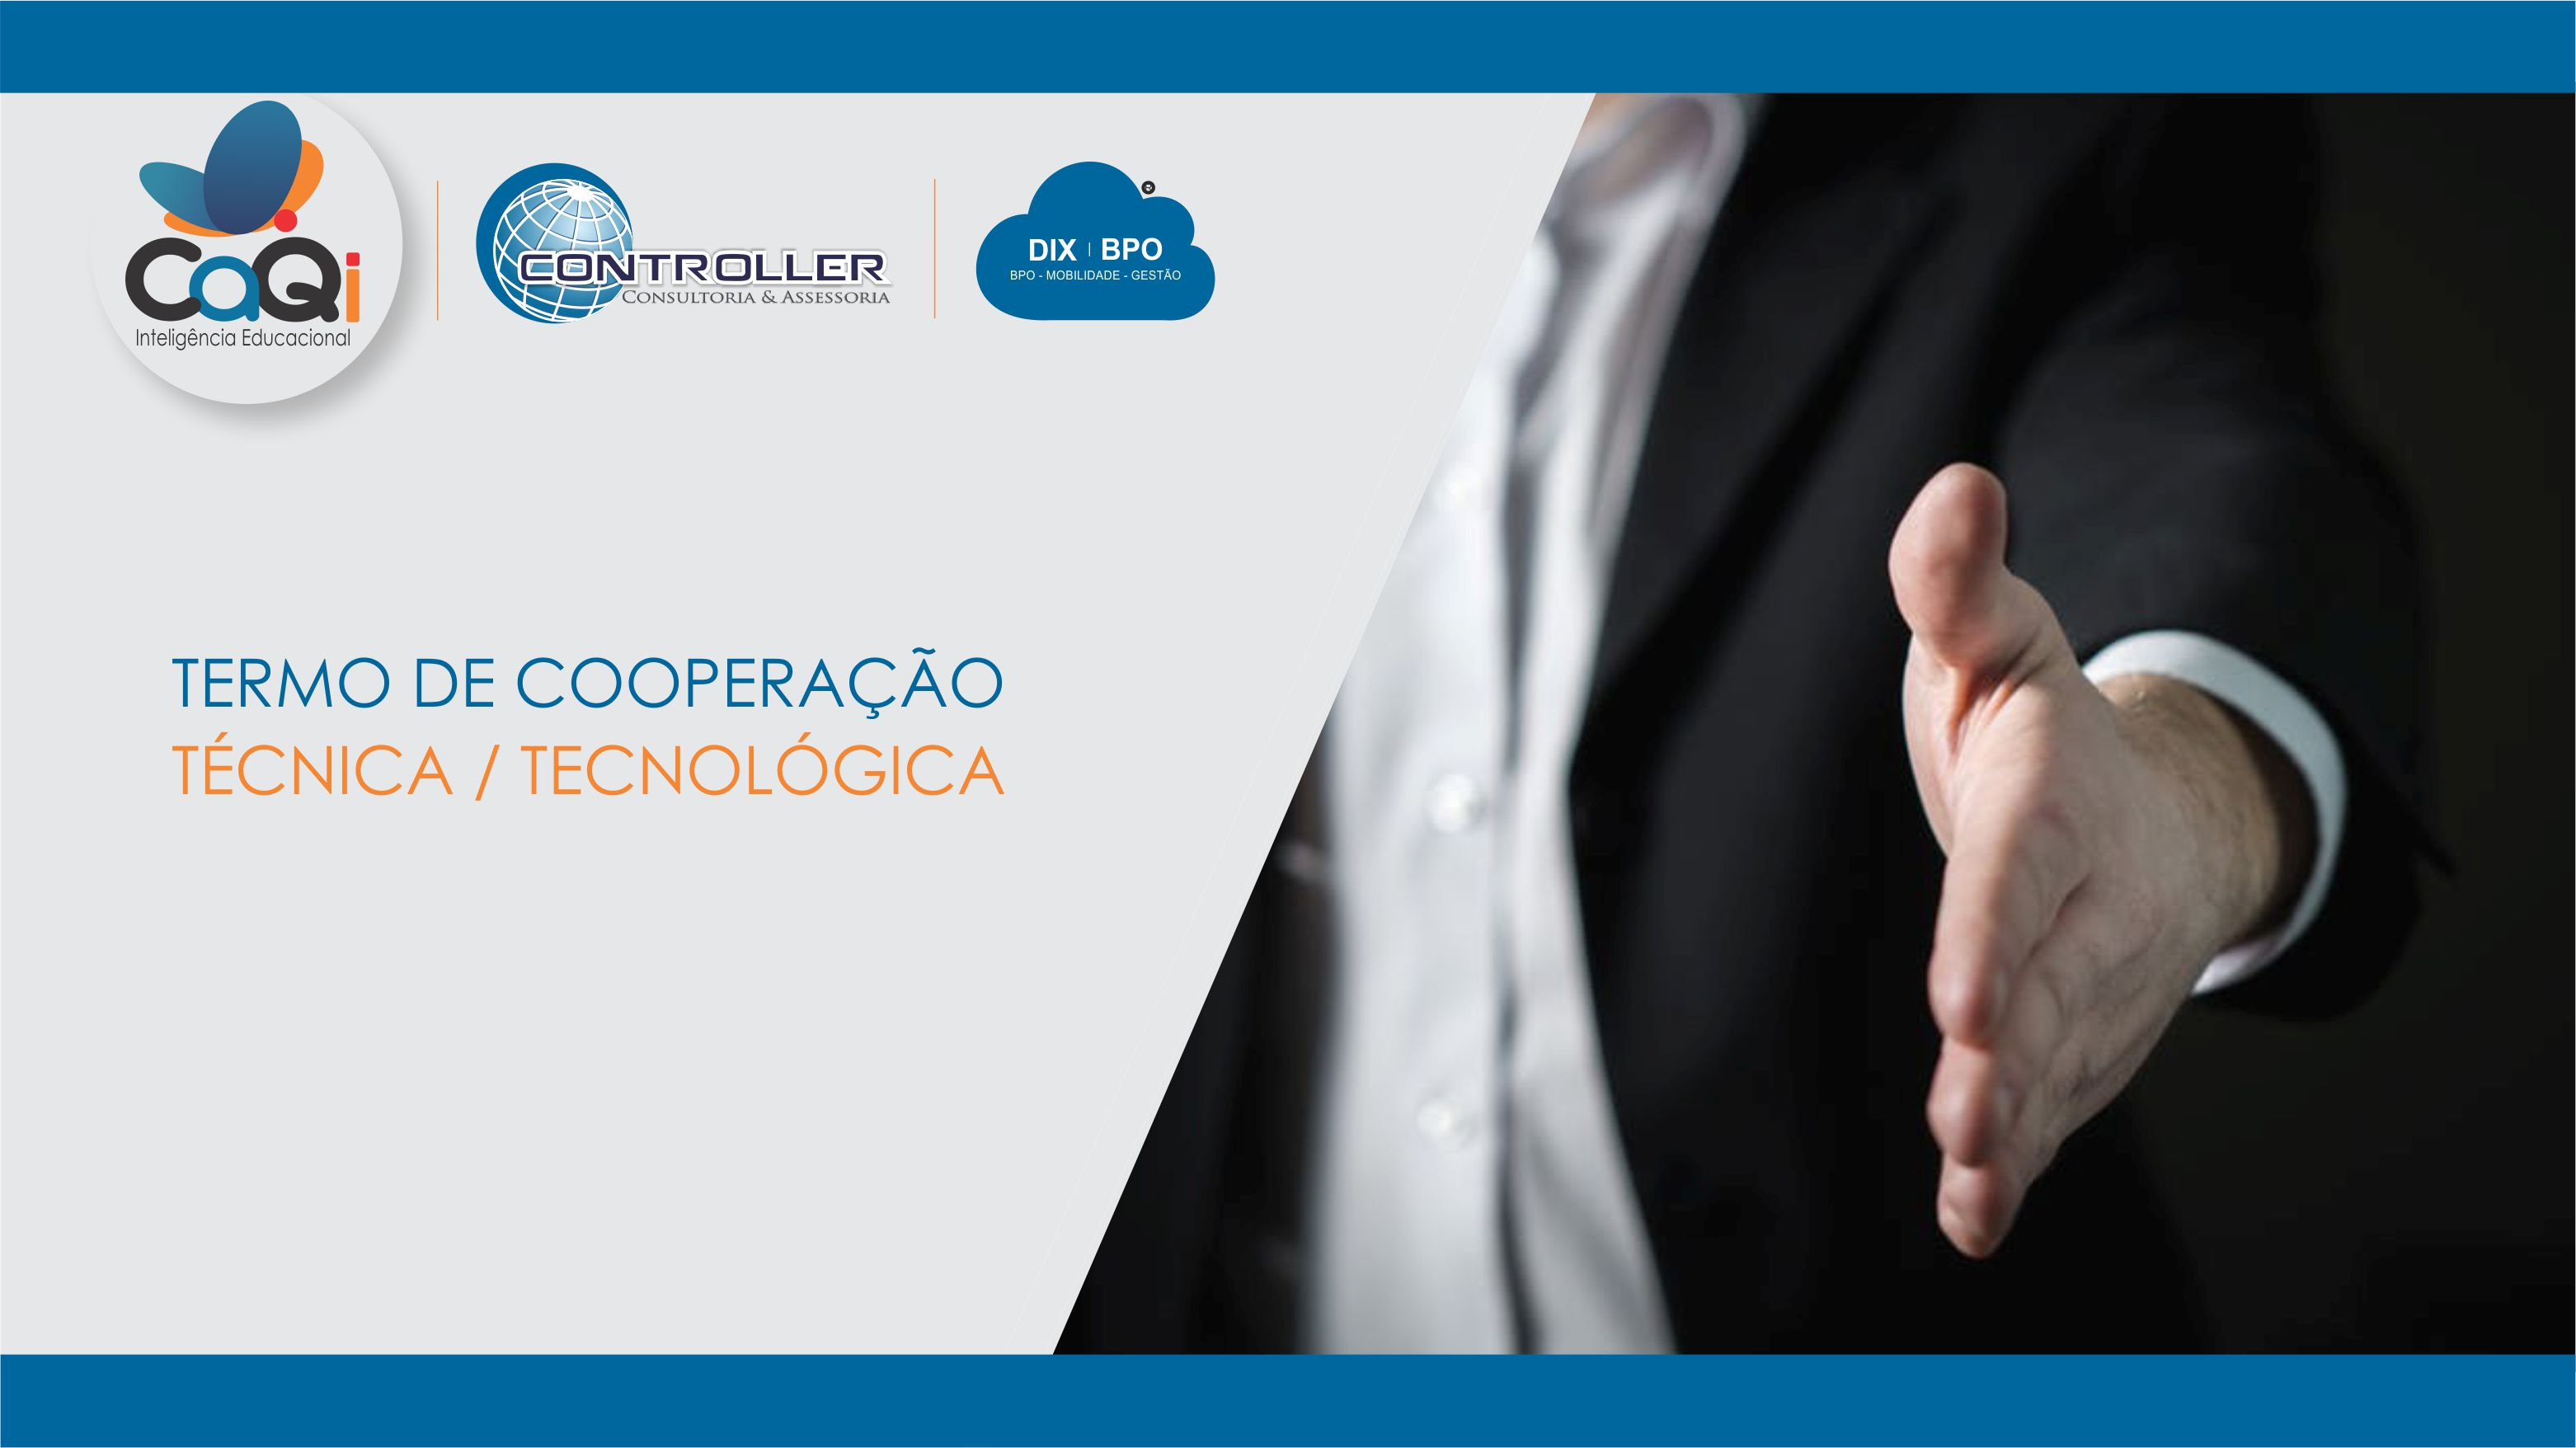 CaQi
Inteligência Educacional
CONTROLLER
Consultoria & Assessoria
DIX | BPO
BPO - MOBILIDADE - GESTÃO
TERMO DE COOPERAÇÃO
TÉCNICA / TECNOLÓGICA